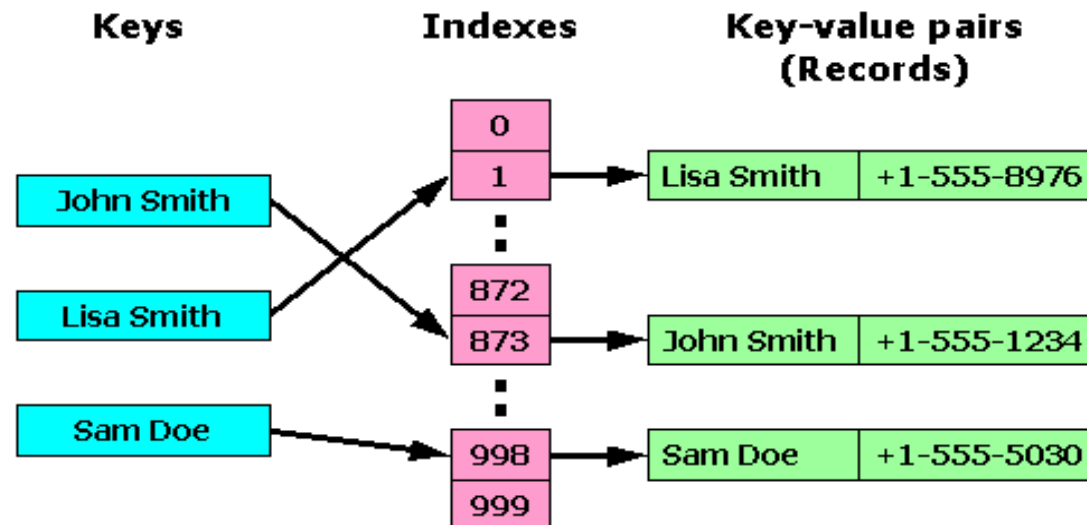 Keys
Indexes
Key-value pairs
(Records)
John Smith
Lisa Smith
Sam Doe
0
1
872
873
998
999
Lisa Smith +1-555-8976
John Smith +1-555-1234
Sam Doe +1-555-5030